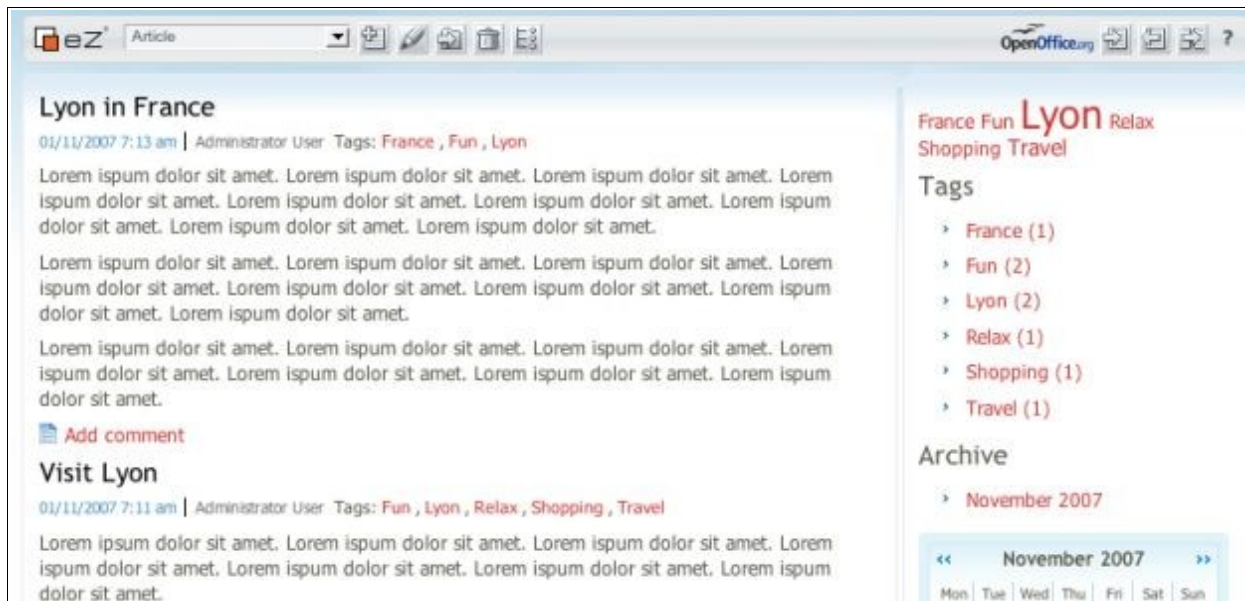 eZ Article OpenOffice.org ?
Lyon in France
01/11/2007 7:13 am | Administrator User Tags: France , Fun , Lyon
Lorem ispum dolor sit amet. Lorem ispum dolor sit amet. Lorem ispum dolor sit amet. Lorem
ispum dolor sit amet. Lorem ispum dolor sit amet. Lorem ispum dolor sit amet. Lorem ispum
dolor sit amet. Lorem ispum dolor sit amet. Lorem ispum dolor sit amet.
Lorem ispum dolor sit amet. Lorem ispum dolor sit amet. Lorem ispum dolor sit amet. Lorem
ispum dolor sit amet. Lorem ispum dolor sit amet. Lorem ispum dolor sit amet. Lorem ispum
dolor sit amet. Lorem ispum dolor sit amet.
Lorem ispum dolor sit amet. Lorem ispum dolor sit amet. Lorem ispum dolor sit amet. Lorem
ispum dolor sit amet. Lorem ispum dolor sit amet. Lorem ispum dolor sit amet. Lorem ispum
dolor sit amet.
Add comment
Visit Lyon
01/11/2007 7:11 am | Administrator User Tags: Fun , Lyon , Relax , Shopping , Travel
Lorem ipsum dolor sit amet. Lorem ispum dolor sit amet. Lorem ispum dolor sit amet. Lorem
ispum dolor sit amet. Lorem ispum dolor sit amet. Lorem ispum dolor sit amet. Lorem ispum
dolor sit amet.
France Fun Lyon Relax
Shopping Travel
Tags
France (1)
Fun (2)
Lyon (2)
Relax (1)
Shopping (1)
Travel (1)
Archive
November 2007
<< November 2007 >>
Mon Tue Wed Thu Fri Sat Sun